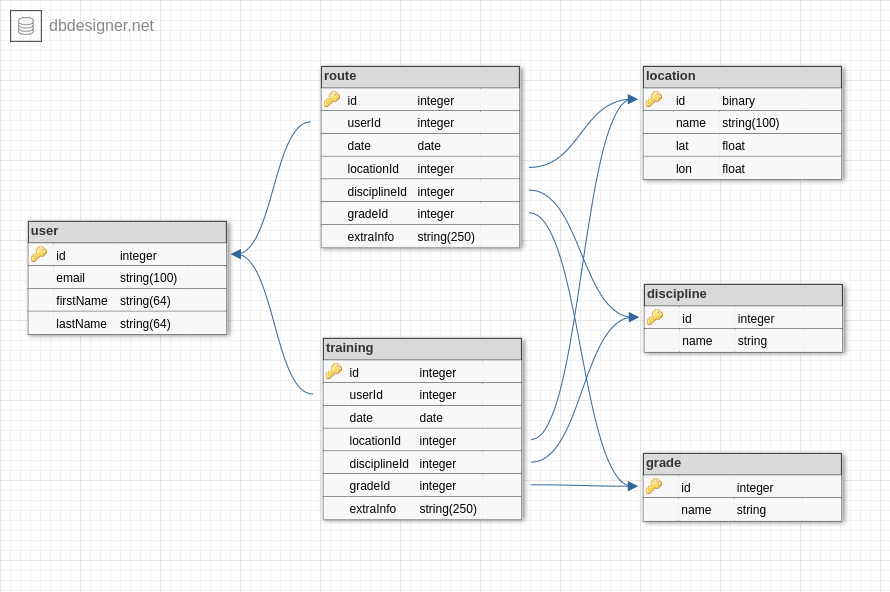 dbdesigner.net
route
id integer
userId integer
date date
locationId integer
disciplineId integer
gradeId integer
extraInfo string(250)
location
id binary
name string(100)
lat float
lon float
user
id integer
email string(100)
firstName string(64)
lastName string(64)
discipline
id integer
name string
training
id integer
userId integer
date date
locationId integer
disciplineId integer
gradeId integer
extraInfo string(250)
grade
id integer
name string